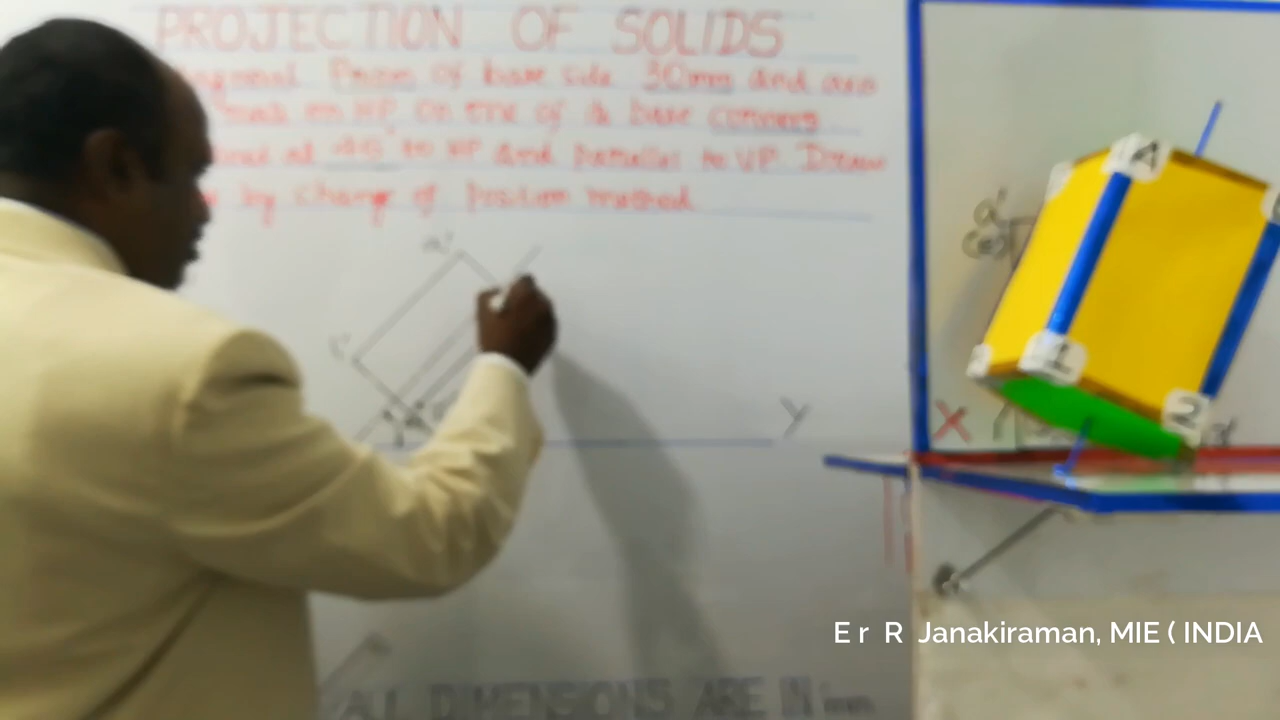 PROJECTION OF SOLIDS
Prism of base side 30mm and axis
on HP on one of its base corners
at 45° to HP and parallel to VP. Draw
by change of position method
a'
c'
Y
a'
A
1
2
X
ALL DIMENSIONS ARE IN mm
Er R Janakiraman, MIE ( INDIA